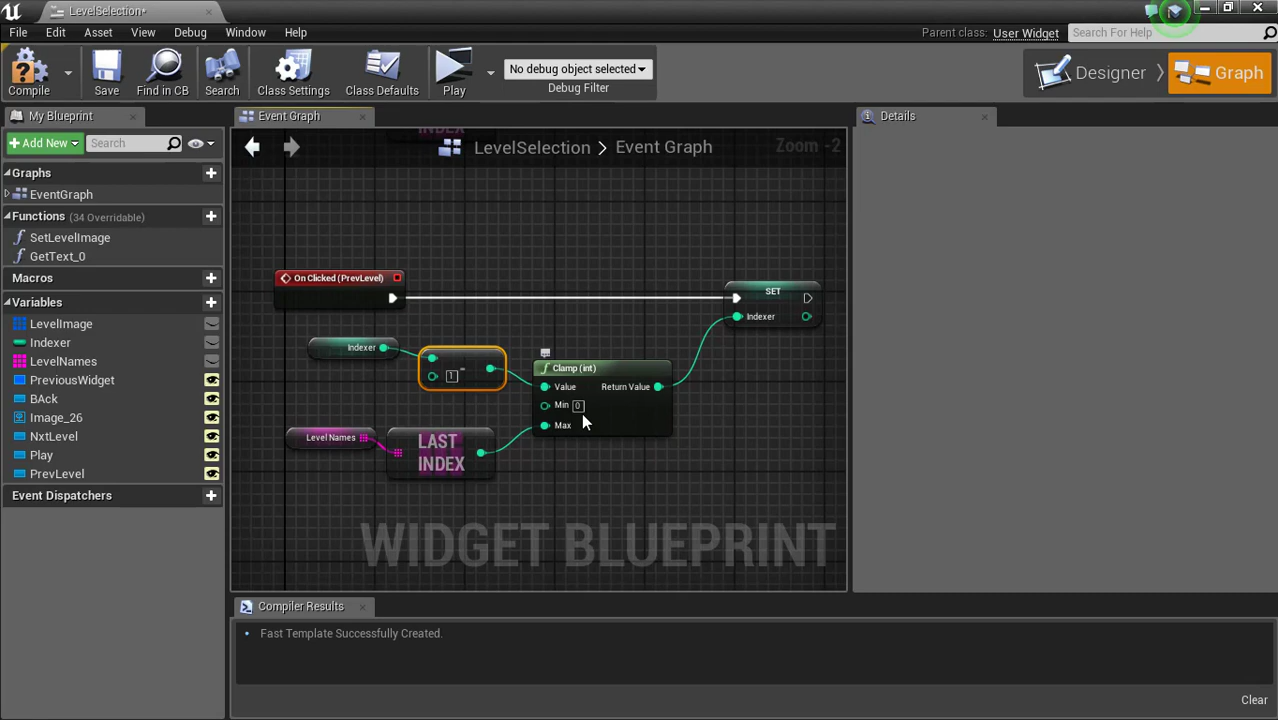 LevelSelection*
File Edit Asset View Debug Window Help
Parent class: User Widget
Search For Help
Compile
Save
Find in CB
Search
Class Settings
Class Defaults
Play
No debug object selected
Debug Filter
Designer
Graph
My Blueprint
Event Graph
Details
Add New
Search
LevelSelection > Event Graph
Zoom -2
INDEX
Graphs
EventGraph
Functions (34 Overridable)
SetLevelImage
GetText_0
Macros
Variables
LevelImage
Indexer
LevelNames
PreviousWidget
BAck
Image_26
NxtLevel
Play
PrevLevel
Event Dispatchers
On Clicked (PrevLevel)
SET
Indexer
Indexer
1
-
Clamp (int)
Value
Return Value
Min 0
Max
Level Names
LAST
INDEX
WIDGET BLUEPRINT
Compiler Results
Fast Template Successfully Created.
Clear